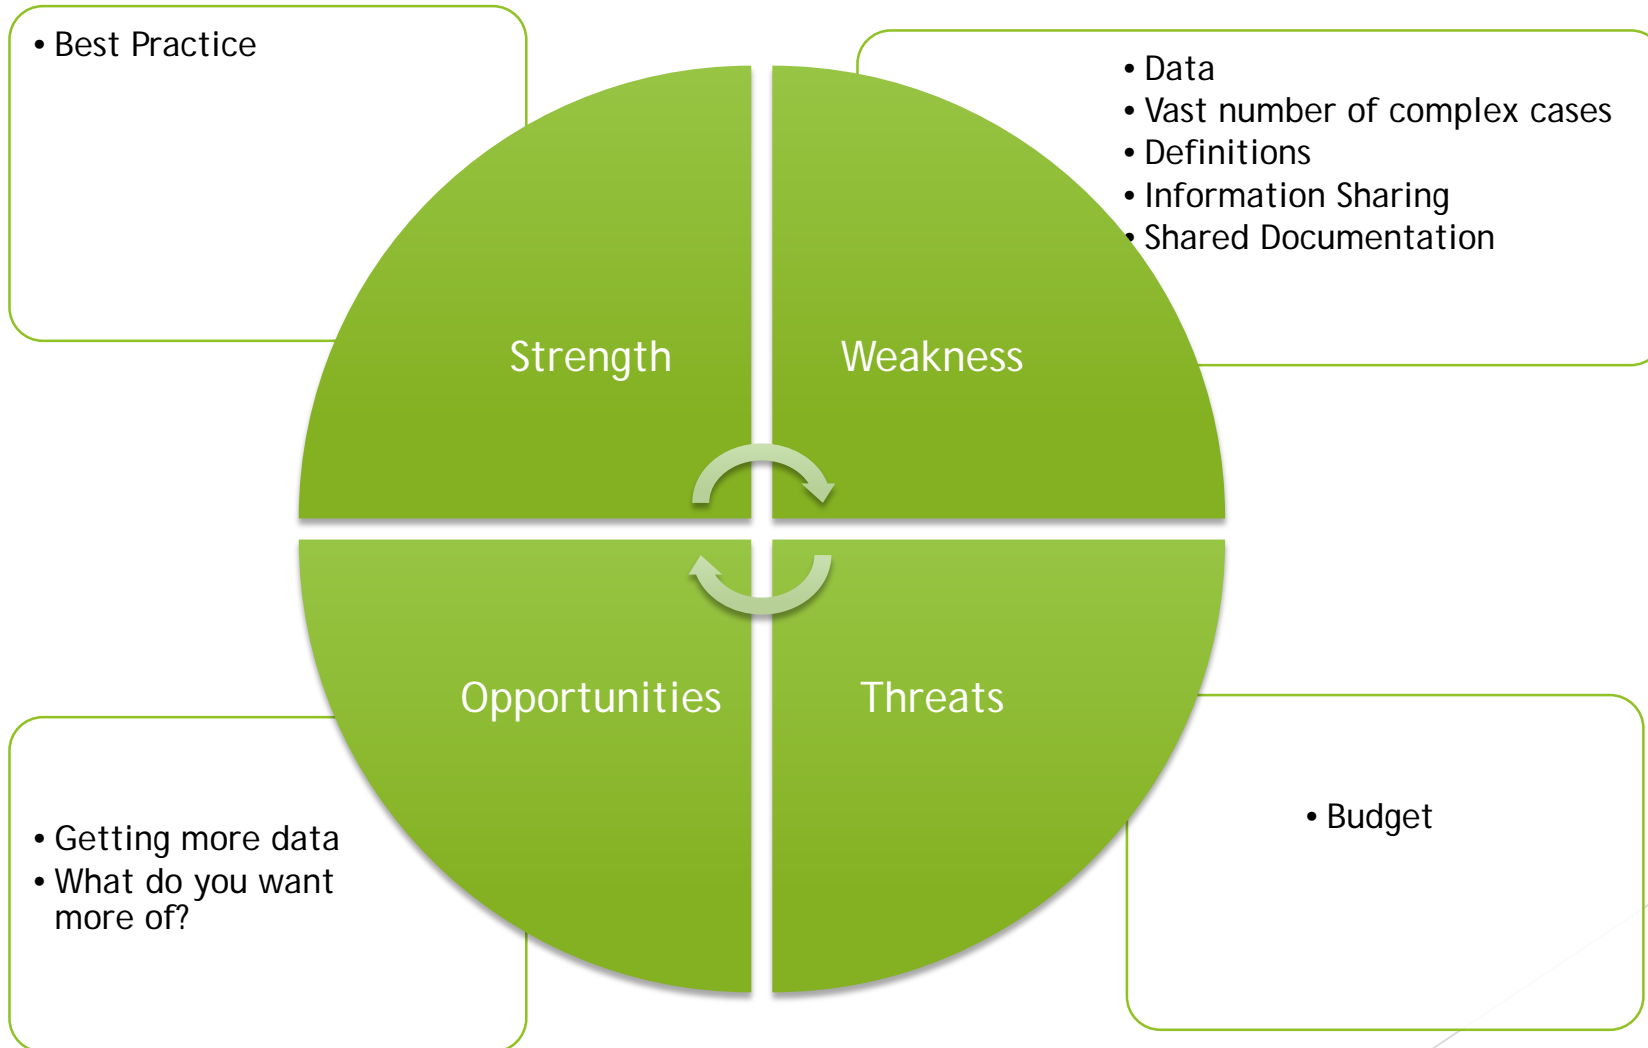 • Best Practice
• Data
• Vast number of complex cases
• Definitions
• Information Sharing
• Shared Documentation
Strength
Weakness
Opportunities
Threats
• Getting more data
• What do you want
more of?
• Budget